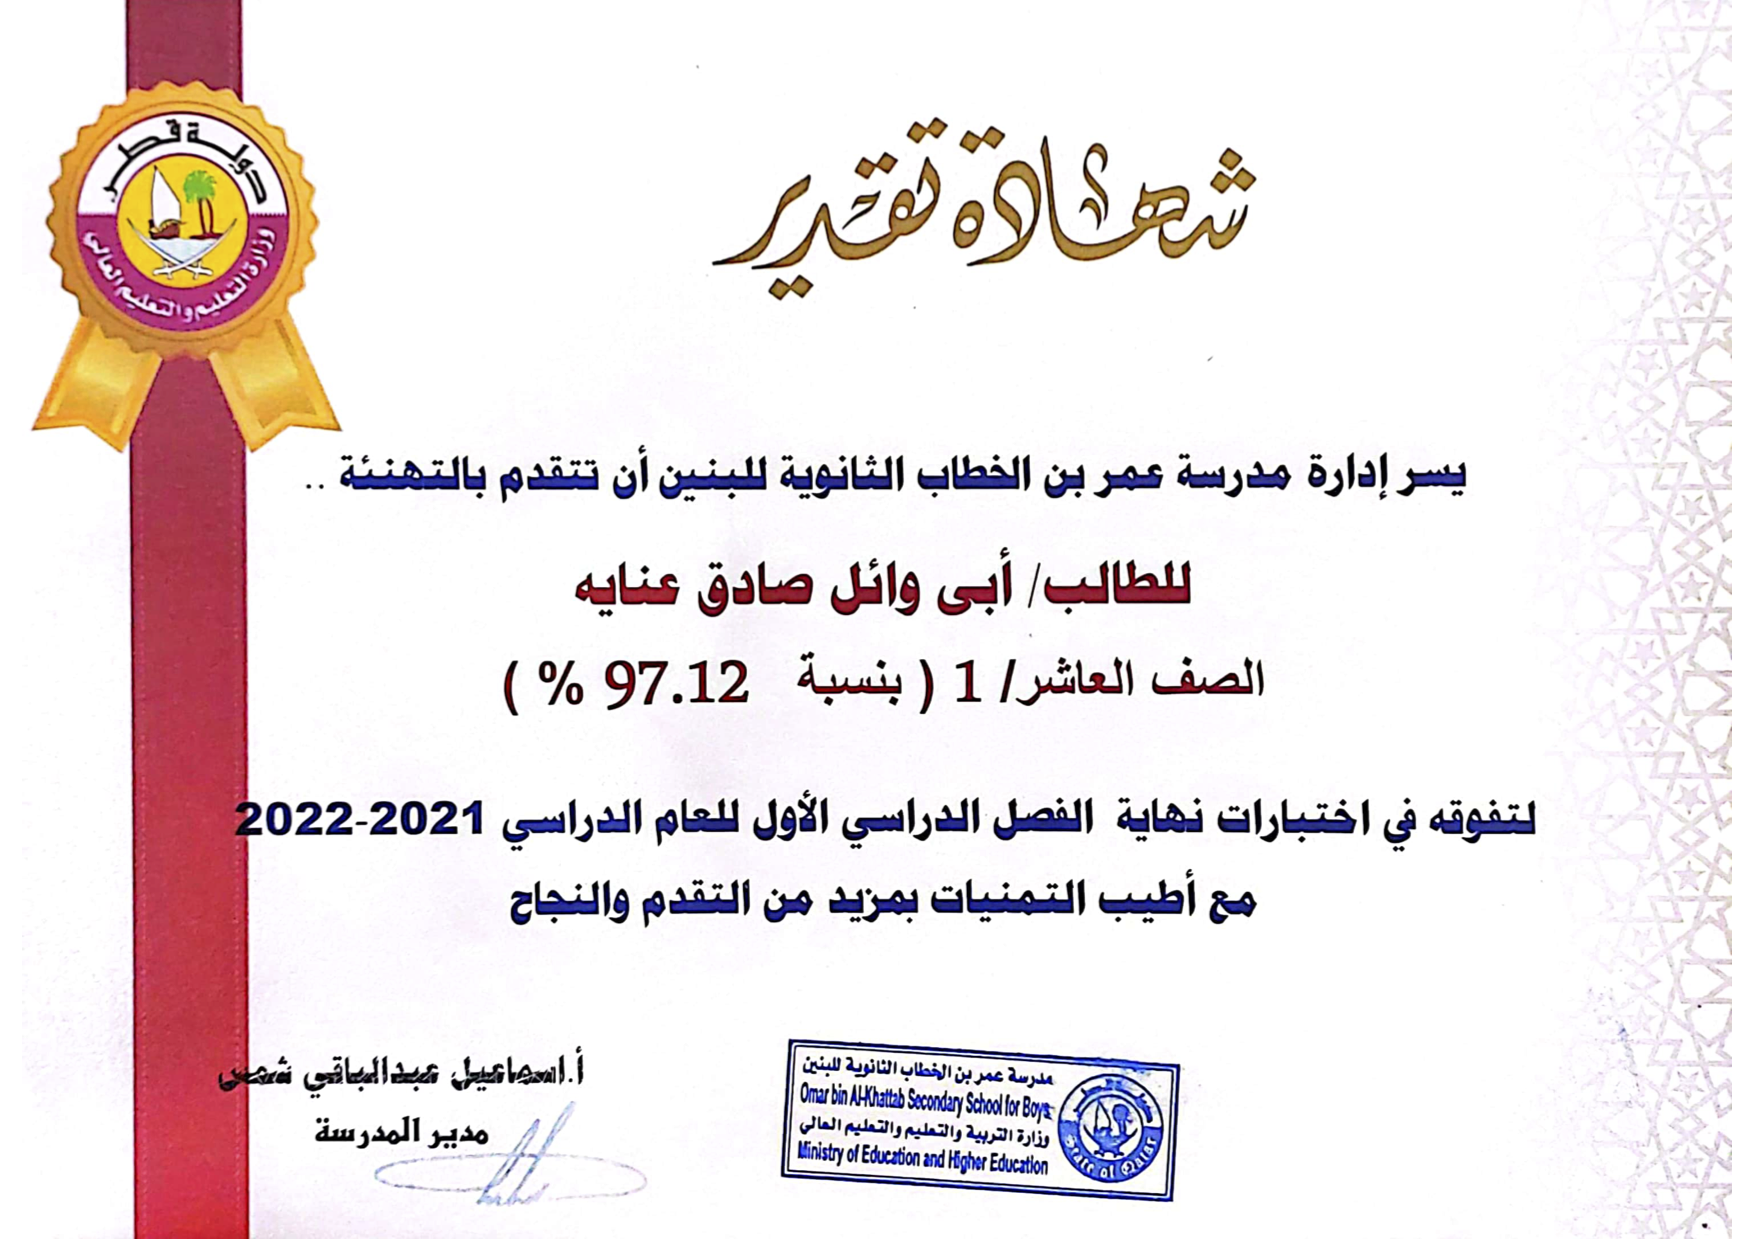 دولة قطر
وزارة التعليم والتعليم العالي
شهادة تقدير
يسر إدارة مدرسة عمر بن الخطاب الثانوية للبنين أن تتقدم بالتهنئة ..
للطالب/ أبى وائل صادق عنايه
الصف العاشر/ 1 ( بنسبة 97.12 % )
لتفوقه في اختبارات نهاية الفصل الدراسي الأول للعام الدراسي 2021-2022
مع أطيب التمنيات بمزيد من التقدم والنجاح
أ.اسماعيل عبدالباقي شمس
مدير المدرسة
مدرسة عمر بن الخطاب الثانوية للبنين
Omar bin Al-Khattab Secondary School for Boys
وزارة التربية والتعليم والتعليم العالي
Ministry of Education and Higher Education
State of Qatar